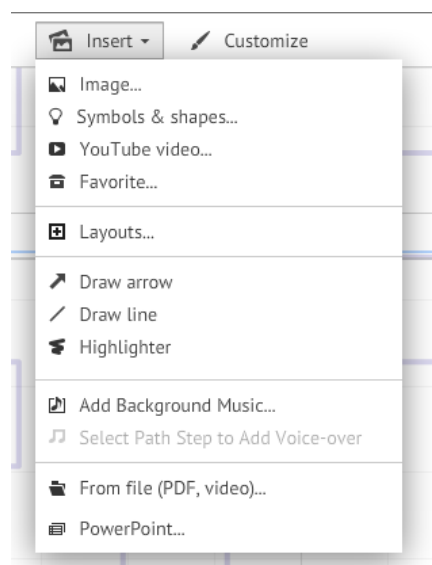 Insert Customize
Image...
Symbols & shapes...
YouTube video...
Favorite...
Layouts...
Draw arrow
Draw line
Highlighter
Add Background Music...
Select Path Step to Add Voice-over
From file (PDF, video)...
PowerPoint...